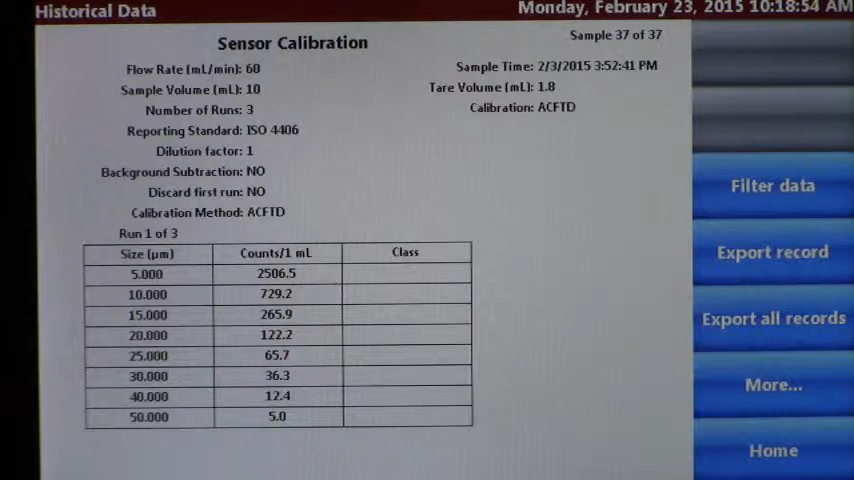 Historical Data
Monday, February 23, 2015 10:18:54 AM
Sensor Calibration
Sample 37 of 37
Flow Rate (mL/min): 60
Sample Time: 2/3/2015 3:52:41 PM
Sample Volume (mL): 10
Tare Volume (mL): 1.8
Number of Runs: 3
Calibration: ACFTD
Reporting Standard: ISO 4406
Dilution factor: 1
Background Subtraction: NO
Discard first run: NO
Calibration Method: ACFTD
Run 1 of 3
Size (µm) Counts/1 mL Class
5.000 2506.5
10.000 729.2
15.000 265.9
20.000 122.2
25.000 65.7
30.000 36.3
40.000 12.4
50.000 5.0
Filter data
Export record
Export all records
More...
Home